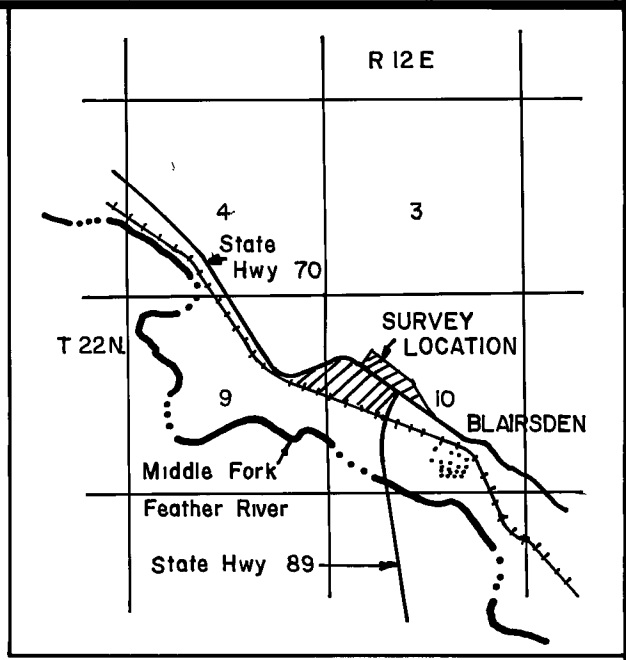 R 12 E
4
3
State
Hwy 70
SURVEY
LOCATION
T 22 N
9
10
BLAIRSDEN
Middle Fork
Feather River
State Hwy 89